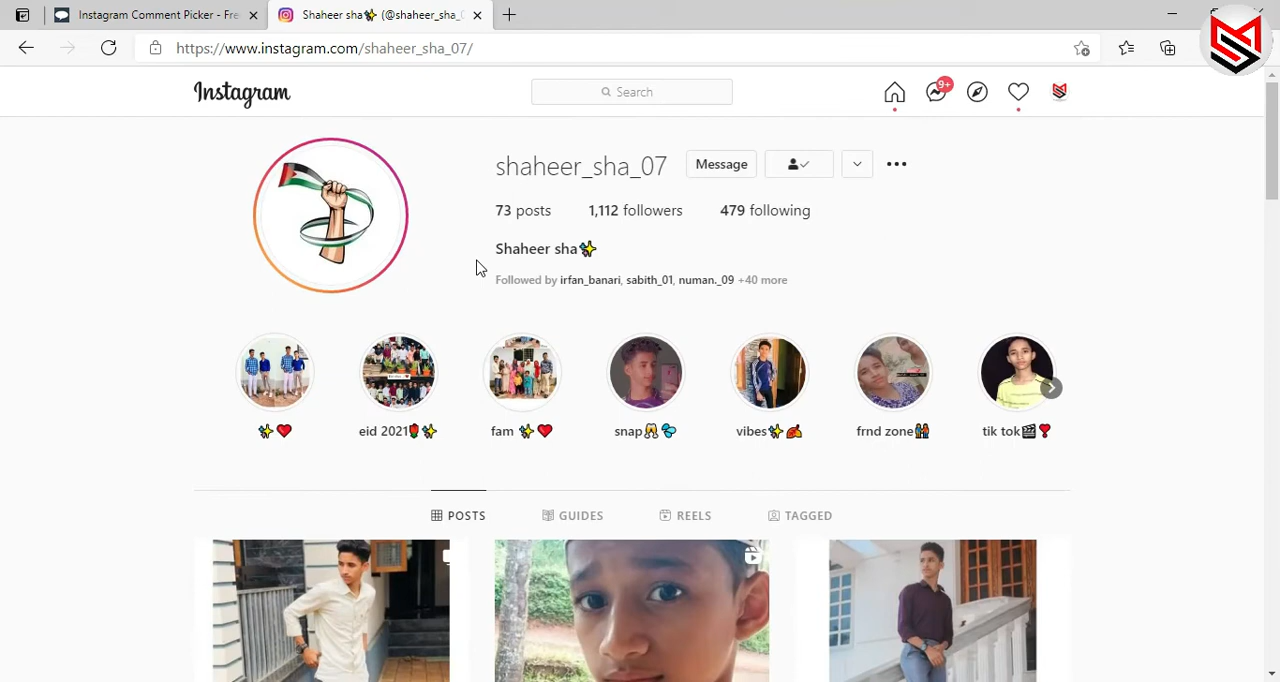 Instagram Comment Picker - Fre
Shaheer sha✨ (@shaheer_sha_0
https://www.instagram.com/shaheer_sha_07/
Instagram
Search
9+
shaheer_sha_07
Message
73 posts
1,112 followers
479 following
Shaheer sha✨
Followed by irfan_banari, sabith_01, numan._09 +40 more
✨❤️
eid 2021🌹✨
fam ✨❤️
snap
vibes✨🍂
frnd zone👬
tik tok🎬❣️
POSTS
GUIDES
REELS
TAGGED